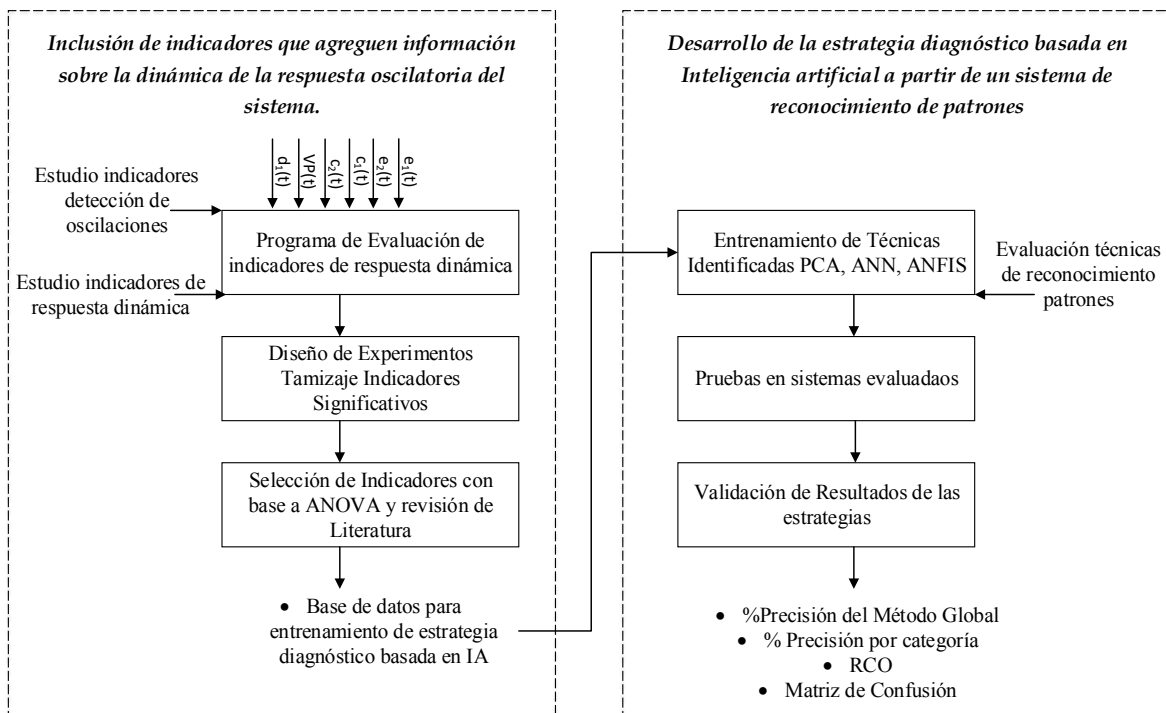 Inclusión de indicadores que agreguen información
sobre la dinámica de la respuesta oscilatoria del
sistema.
d₁(t)
VP(t)
c₂(t)
c₁(t)
e₂(t)
e₁(t)
Estudio indicadores
detección de
oscilaciones
Programa de Evaluación de
indicadores de respuesta dinámica
Estudio indicadores de
respuesta dinámica
Diseño de Experimentos
Tamizaje Indicadores
Significativos
Selección de Indicadores con
base a ANOVA y revisión de
Literatura
• Base de datos para
entrenamiento de estrategia
diagnóstico basada en IA
Desarrollo de la estrategia diagnóstico basada en
Inteligencia artificial a partir de un sistema de
reconocimiento de patrones
Entrenamiento de Técnicas
Identificadas PCA, ANN, ANFIS
Evaluación técnicas
de reconocimiento
patrones
Pruebas en sistemas evaluadaos
Validación de Resultados de las
estrategias
• %Precisión del Método Global
• % Precisión por categoría
• RCO
• Matriz de Confusión